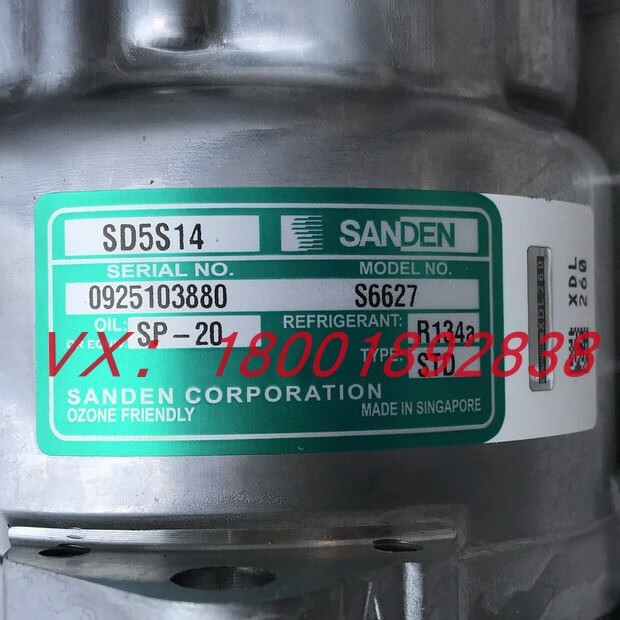 SD5S14 SANDEN
SERIAL NO. MODEL NO.
0925103880 S6627
OIL: SP-20 REFRIGERANT: R134a
TYPE
VX: 18001892838
SANDEN CORPORATION
OZONE FRIENDLY MADE IN SINGAPORE
XDL
260